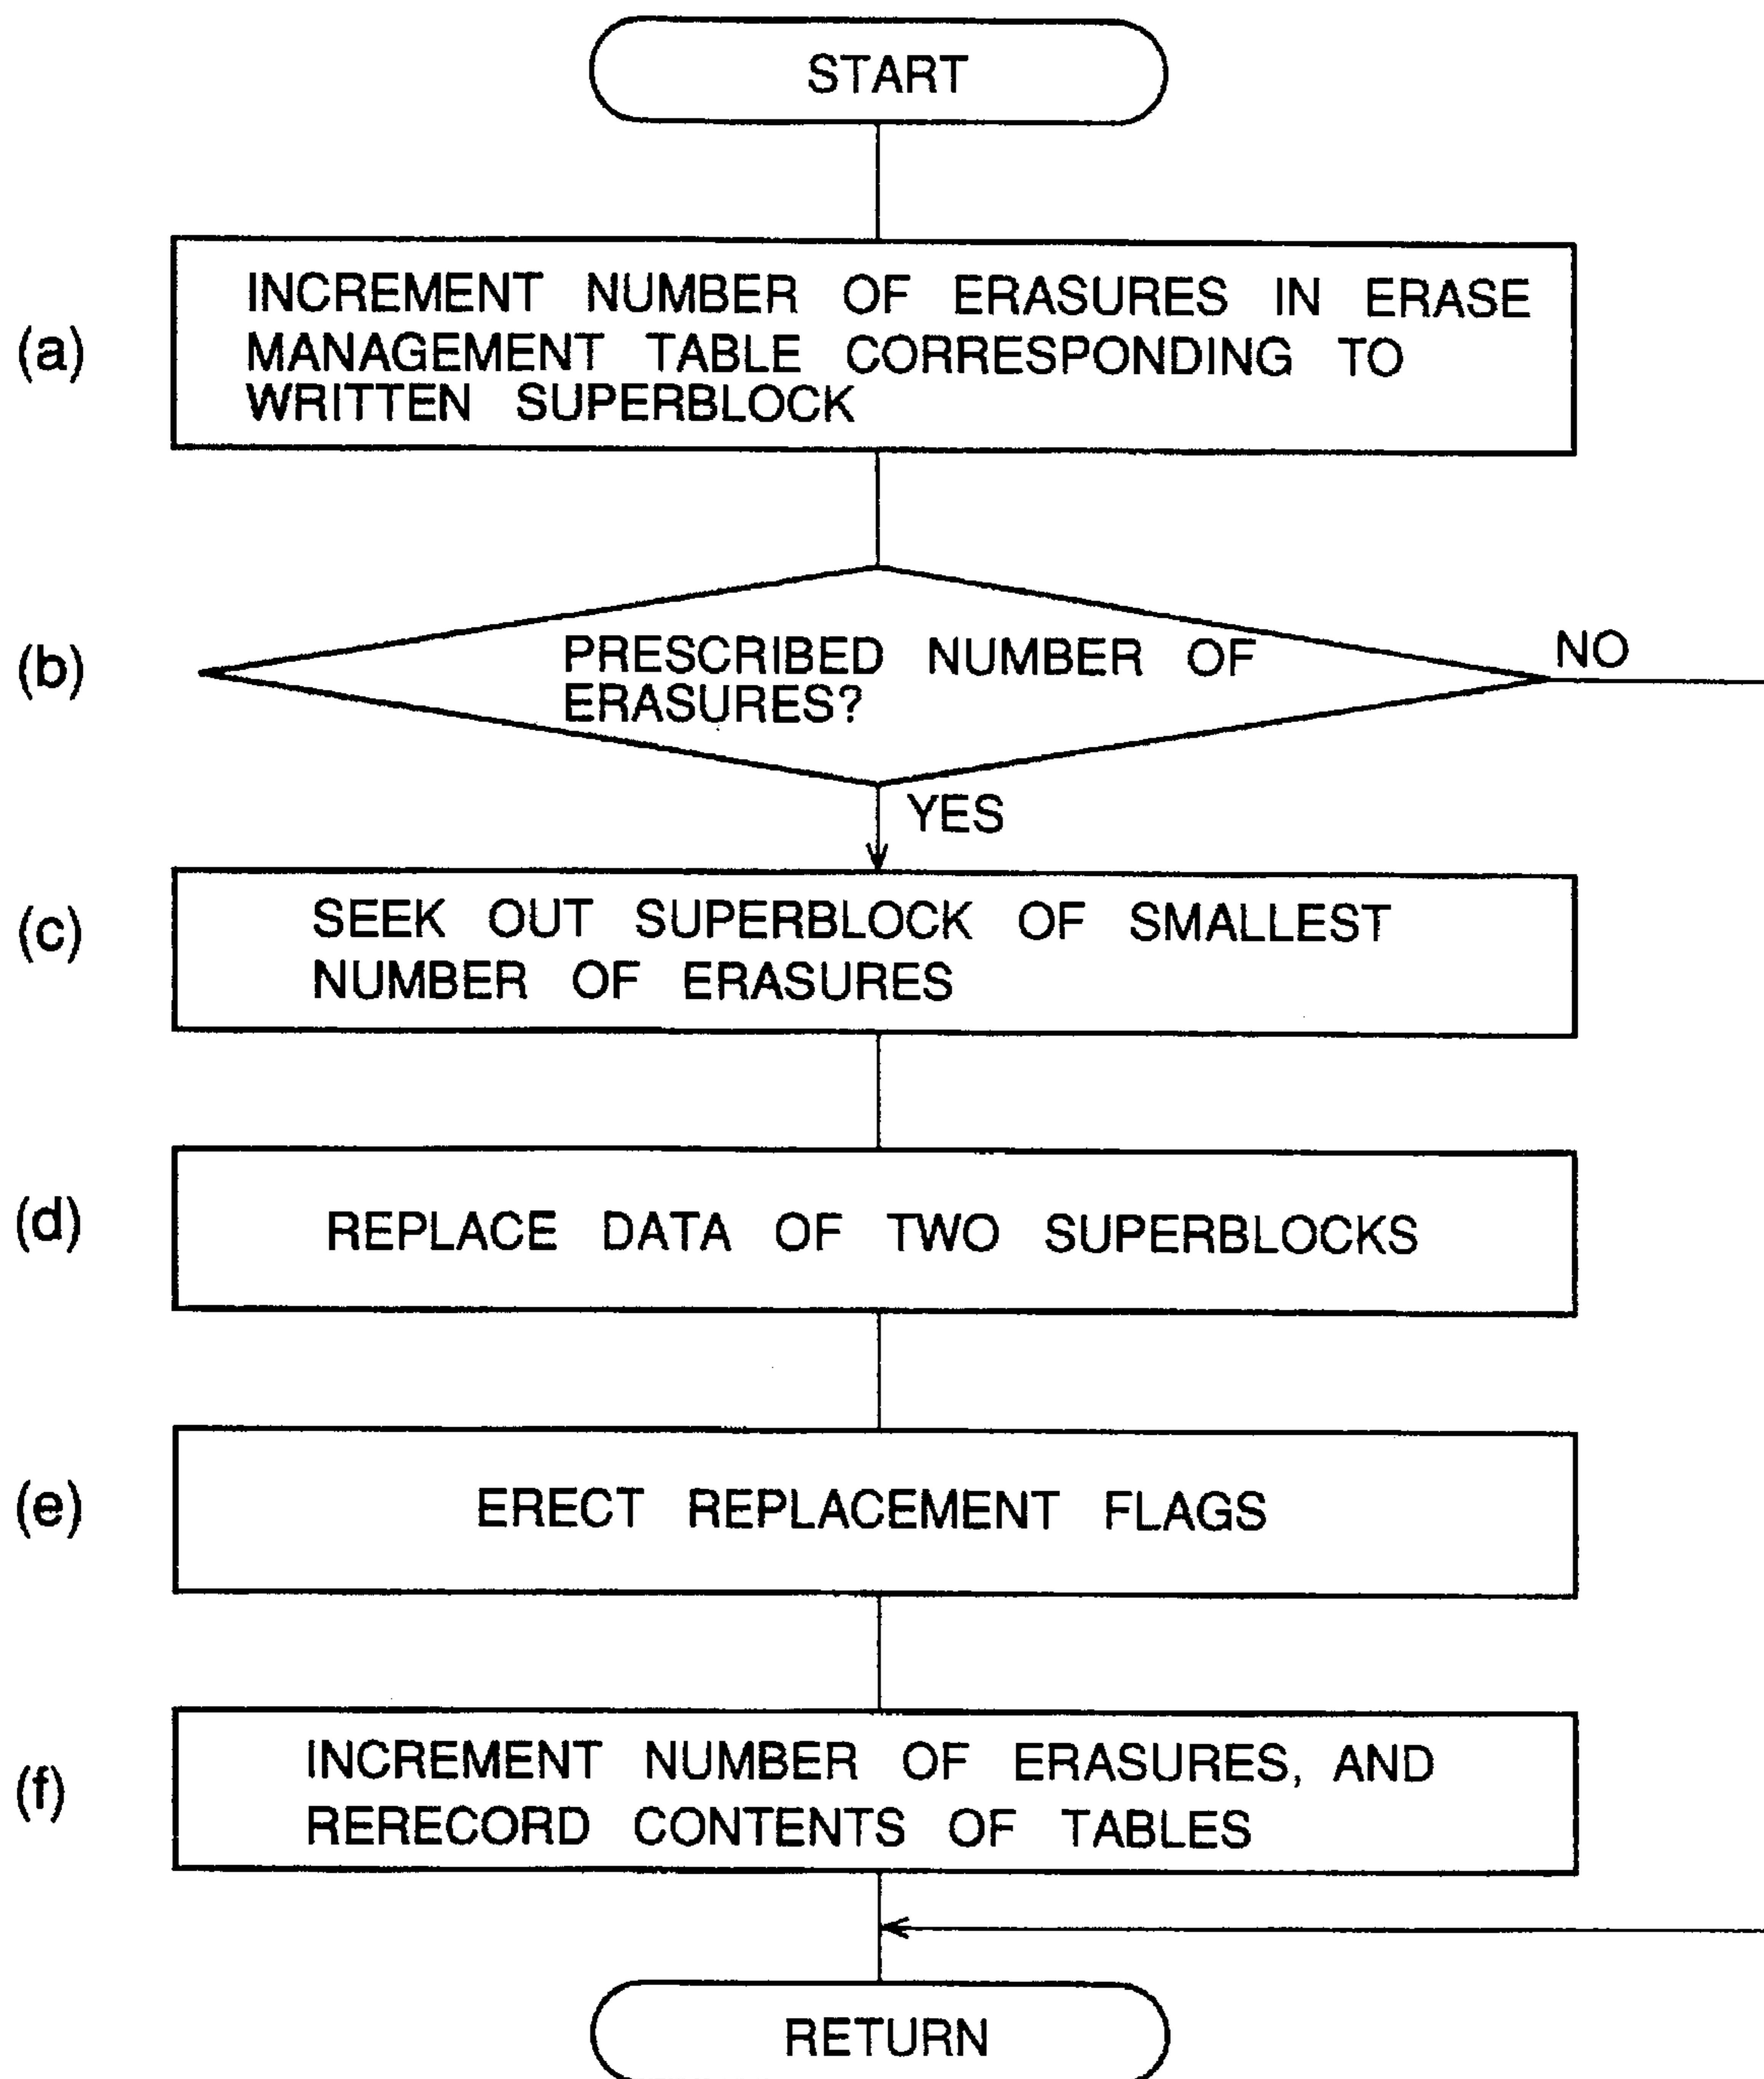 START
(a)
INCREMENT NUMBER OF ERASURES IN ERASE
MANAGEMENT TABLE CORRESPONDING TO
WRITTEN SUPERBLOCK
(b)
PRESCRIBED NUMBER OF
ERASURES?
NO
YES
(c)
SEEK OUT SUPERBLOCK OF SMALLEST
NUMBER OF ERASURES
(d)
REPLACE DATA OF TWO SUPERBLOCKS
(e)
ERECT REPLACEMENT FLAGS
(f)
INCREMENT NUMBER OF ERASURES, AND
RERECORD CONTENTS OF TABLES
RETURN